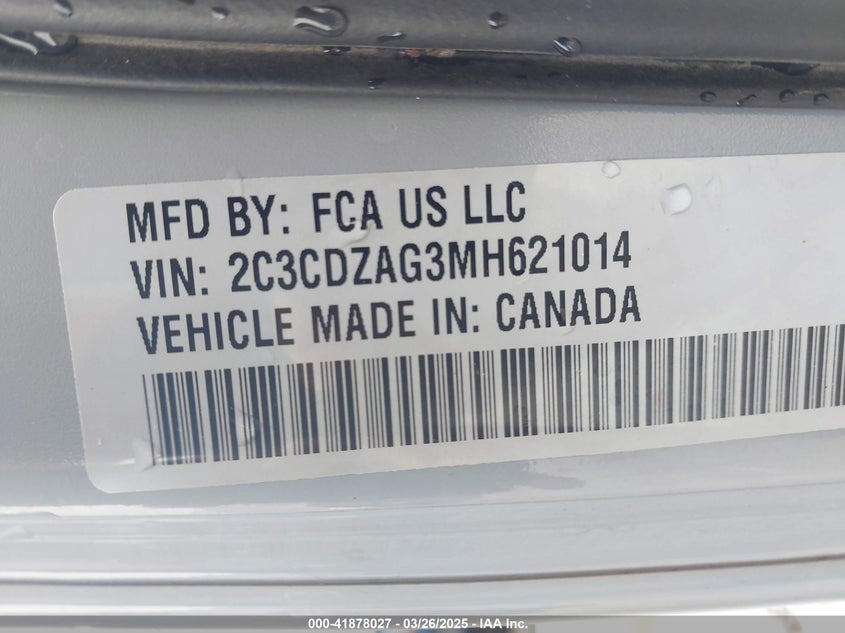 MFD BY: FCA US LLC
VIN: 2C3CDZAG3MH621014
VEHICLE MADE IN: CANADA
000-41878027 - 03/26/2025 - IAA Inc.